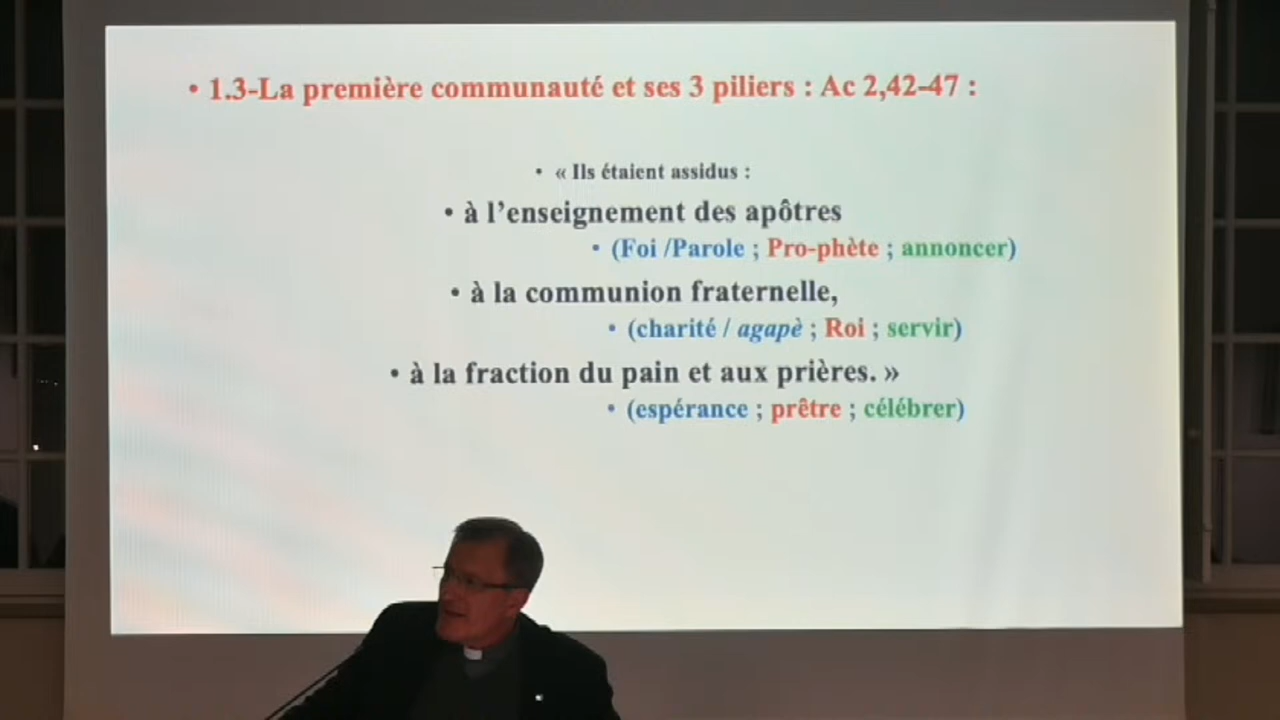 • 1.3-La première communauté et ses 3 piliers : Ac 2,42-47 :
• « Ils étaient assidus :
• à l’enseignement des apôtres
• (Foi /Parole ; Pro-phète ; annoncer)
• à la communion fraternelle,
• (charité / agapè ; Roi ; servir)
• à la fraction du pain et aux prières. »
• (espérance ; prêtre ; célébrer)